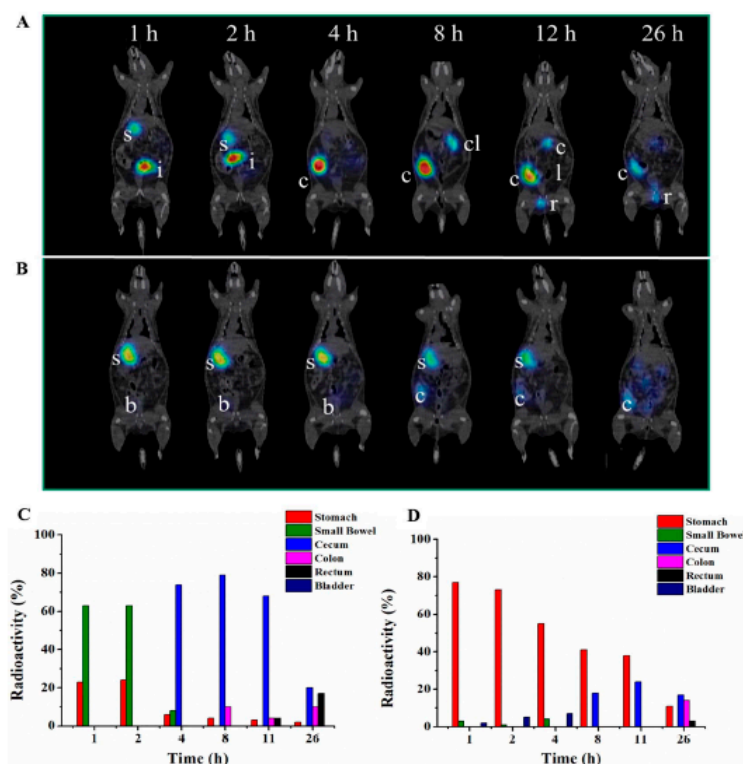 A
1 h 2 h 4 h 8 h 12 h 26 h
s s cl c
i i c c c l c
r r
B
s s s s s
b b b c c c
C
Stomach
Small Bowel
Cecum
Colon
Rectum
Bladder
100
80
60
40
20
0
Radioactivity (%)
1 2 4 8 11 26
Time (h)
D
Stomach
Small Bowel
Cecum
Colon
Rectum
Bladder
100
80
60
40
20
0
Radioactivity (%)
1 2 4 8 11 26
Time (h)